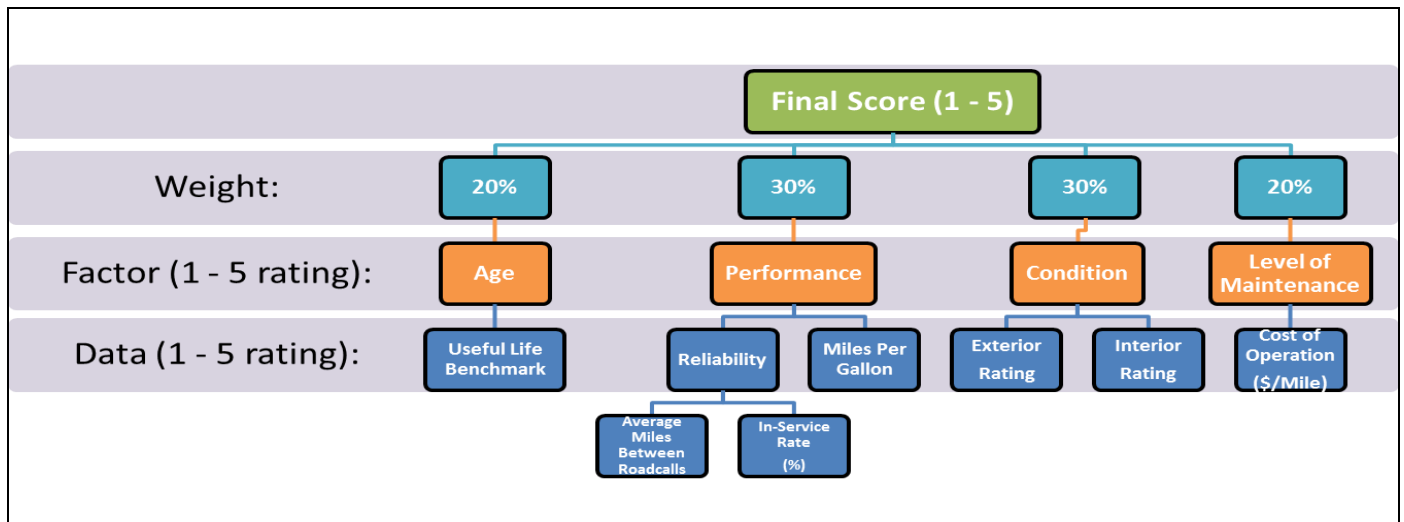 Final Score (1 - 5)
Weight:
20%
30%
30%
20%
Factor (1 - 5 rating):
Age
Performance
Condition
Level of
Maintenance
Data (1 - 5 rating):
Useful Life
Benchmark
Reliability
Miles Per
Gallon
Exterior
Rating
Interior
Rating
Cost of
Operation
($/Mile)
Average
Miles
Between
Roadcalls
In-Service
Rate
(%)